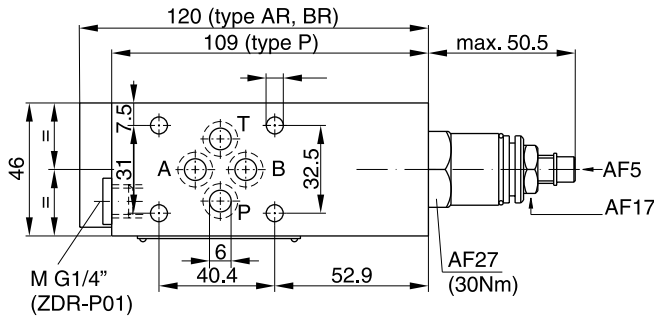 120 (type AR, BR)
109 (type P)
max. 50.5
7.5
T
46
=
=
31
A
B
32.5
P
AF5
AF17
6
M G1/4”
(ZDR-P01)
40.4
52.9
AF27
(30Nm)